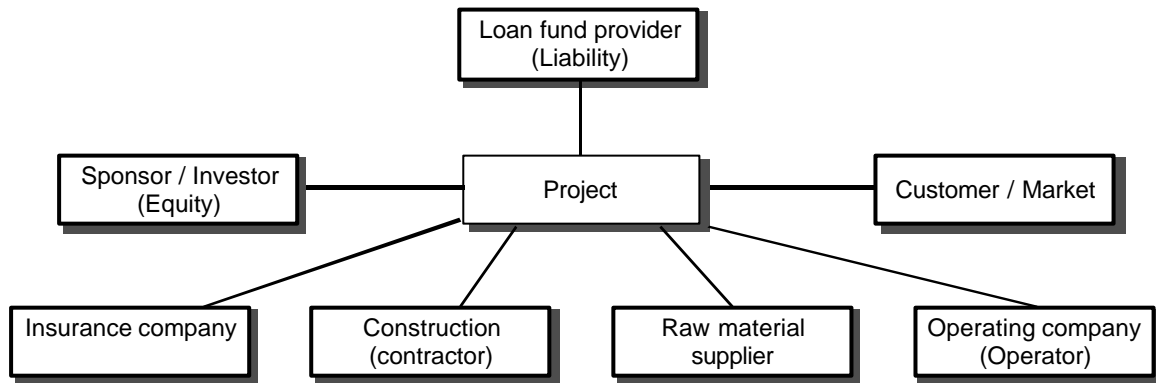 Loan fund provider
(Liability)
Sponsor / Investor
(Equity)
Project
Customer / Market
Insurance company
Construction
(contractor)
Raw material
supplier
Operating company
(Operator)